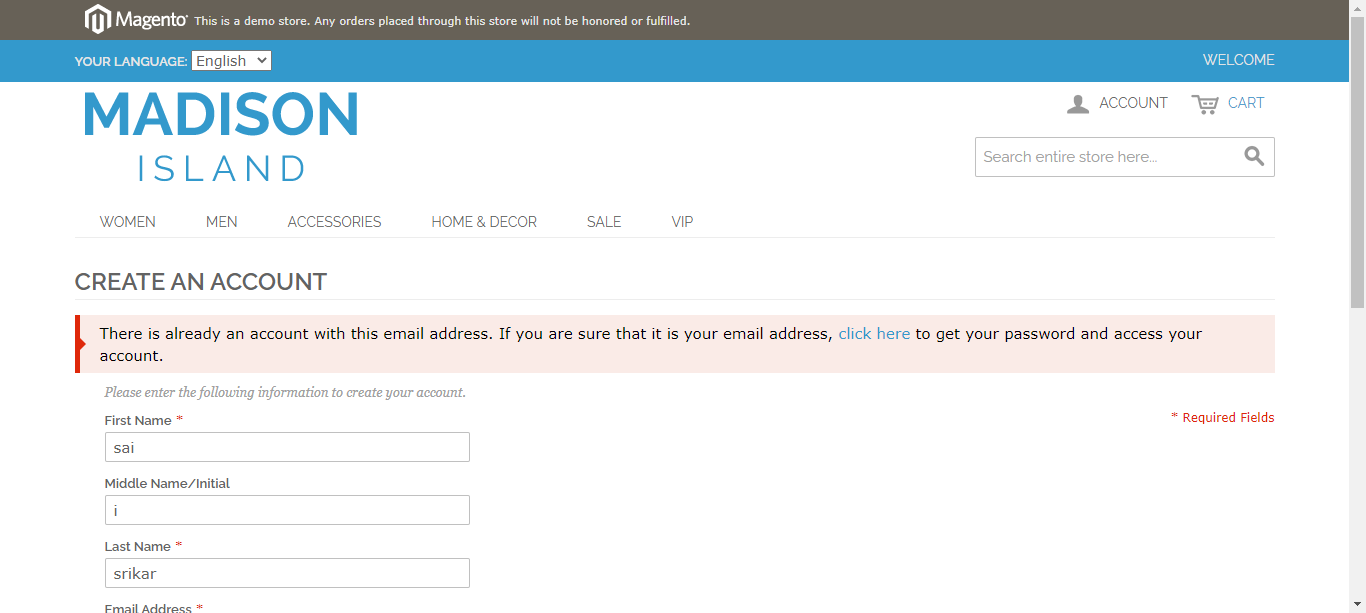 Magento
This is a demo store. Any orders placed through this store will not be honored or fulfilled.
YOUR LANGUAGE: English
WELCOME
MADISON
ISLAND
ACCOUNT
CART
Search entire store here...
WOMEN
MEN
ACCESSORIES
HOME & DECOR
SALE
VIP
CREATE AN ACCOUNT
There is already an account with this email address. If you are sure that it is your email address, click here to get your password and access your
account.
Please enter the following information to create your account.
First Name *
* Required Fields
sai
Middle Name/Initial
i
Last Name *
srikar
Email Address *